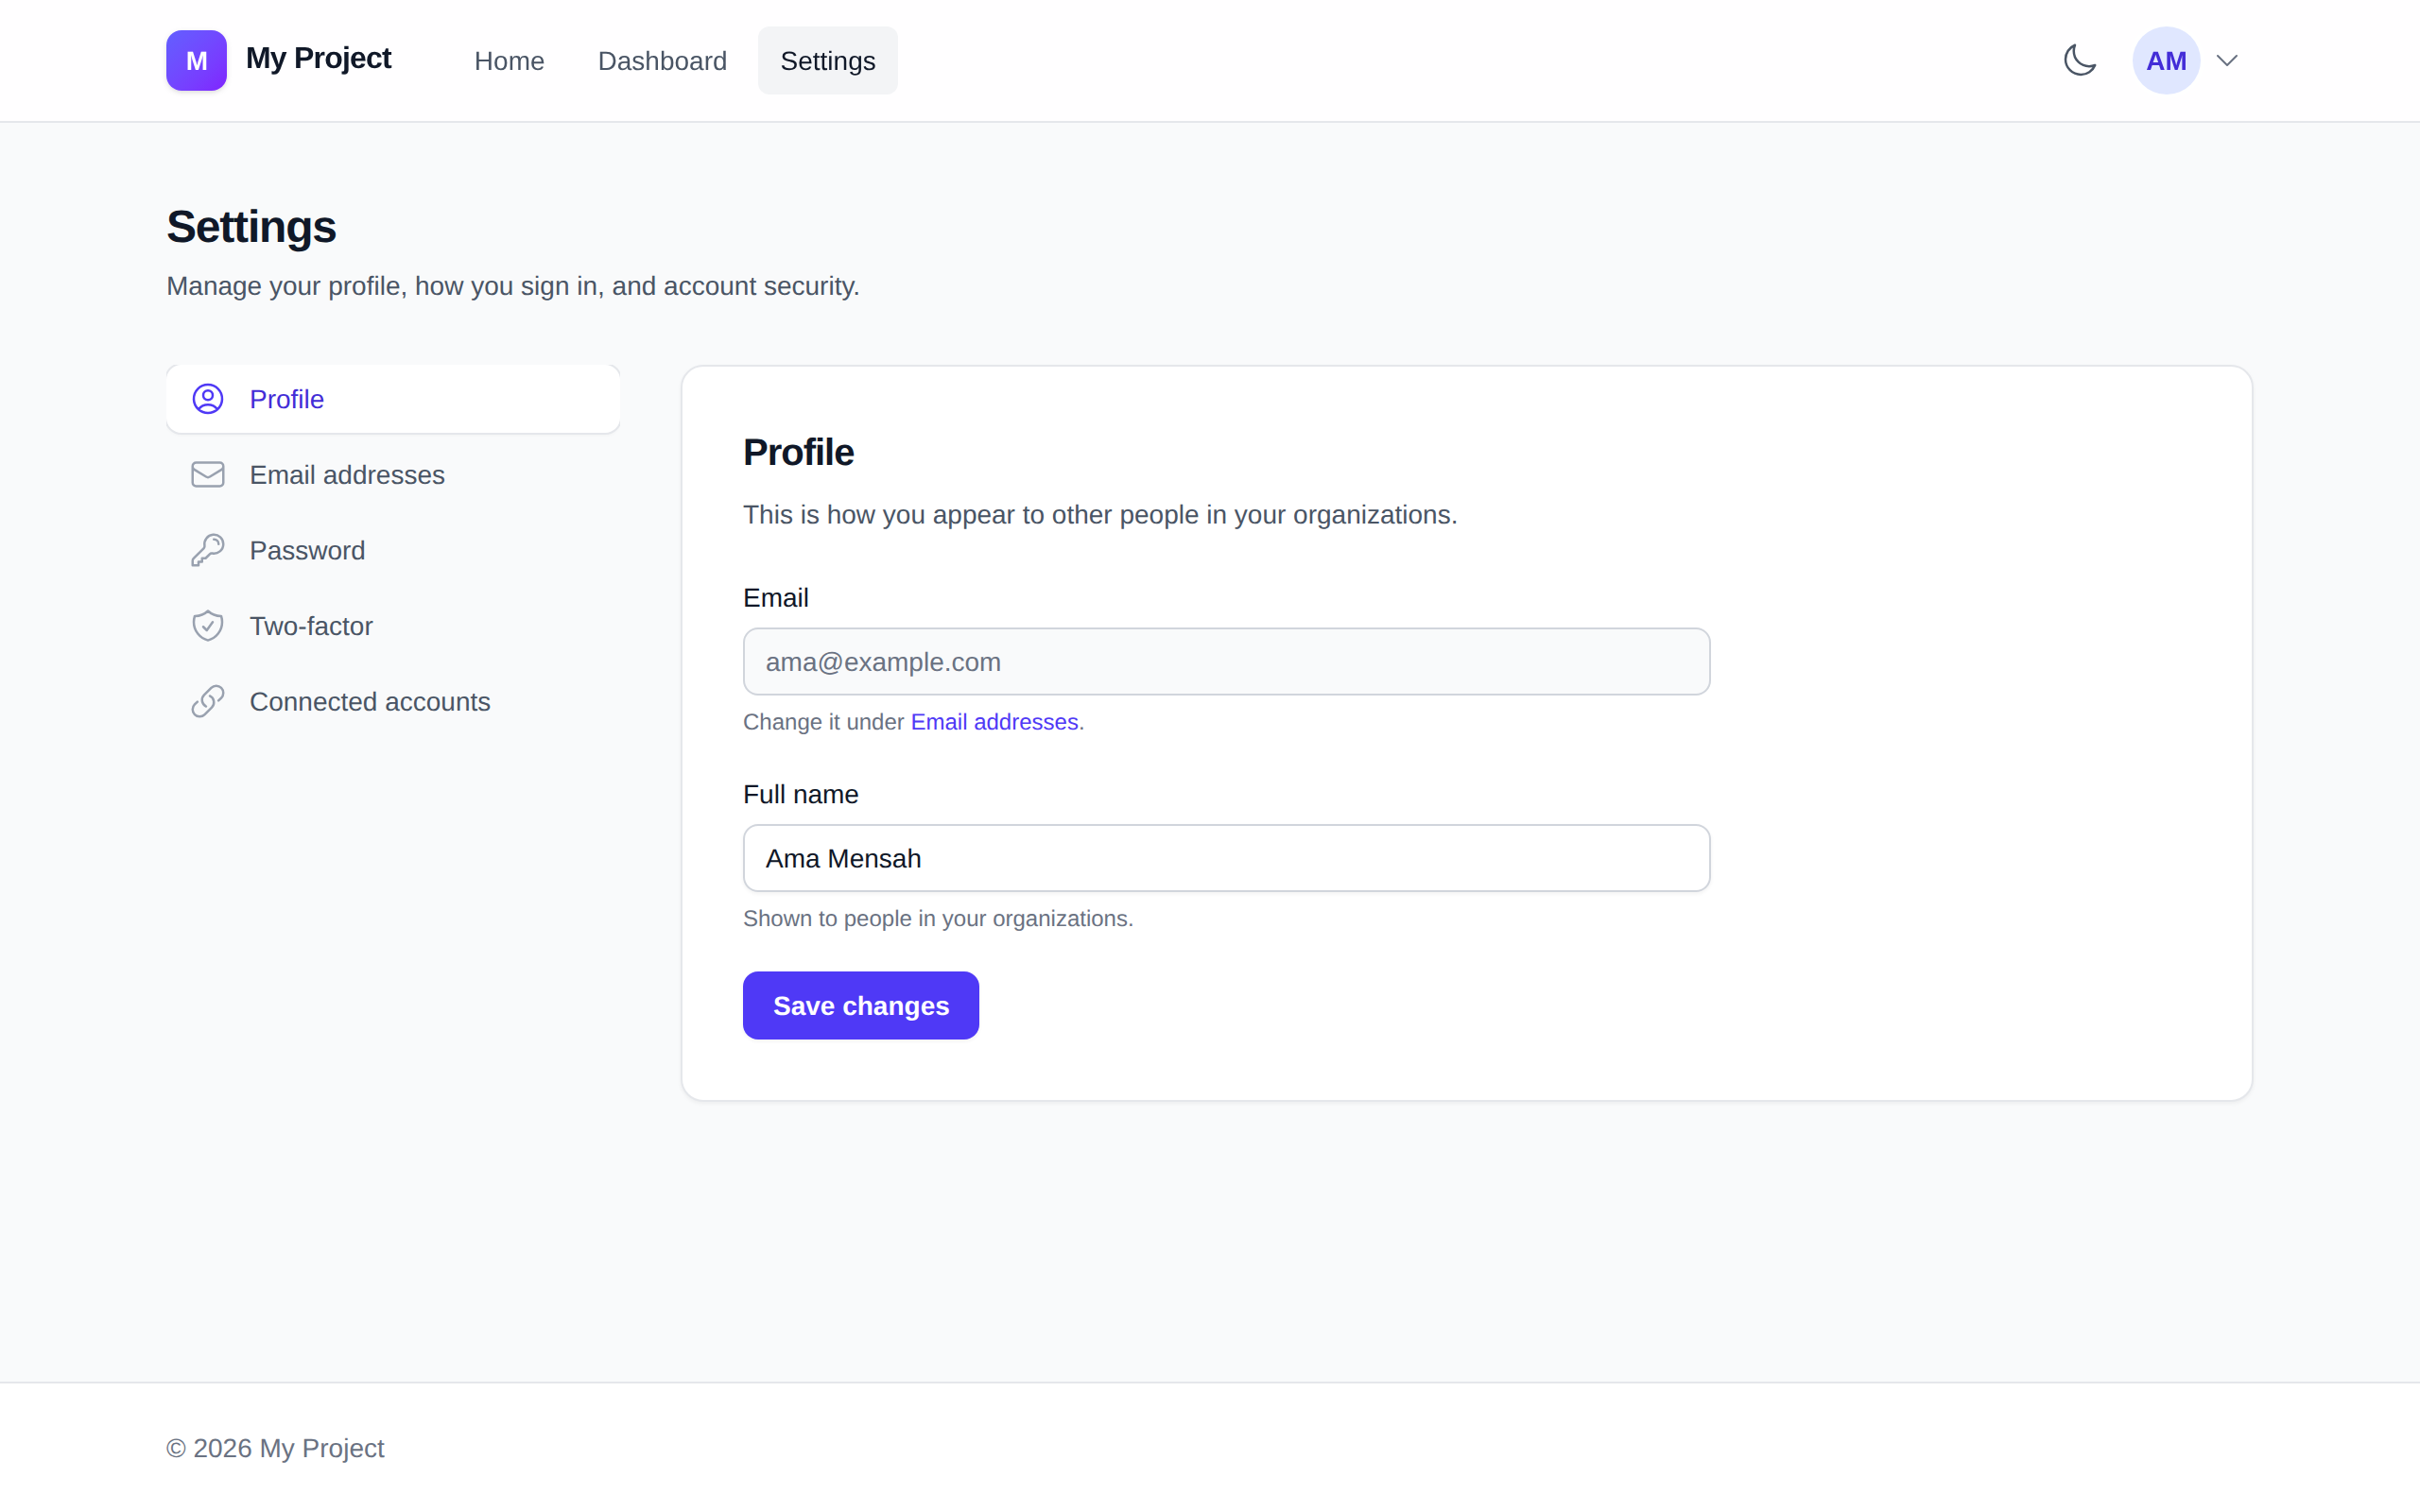 M My Project Home Dashboard Settings AM
Settings
Manage your profile, how you sign in, and account security.
Profile
Email addresses
Password
Two-factor
Connected accounts
Profile
This is how you appear to other people in your organizations.
Email
ama@example.com
Change it under Email addresses.
Full name
Ama Mensah
Shown to people in your organizations.
Save changes
© 2026 My Project